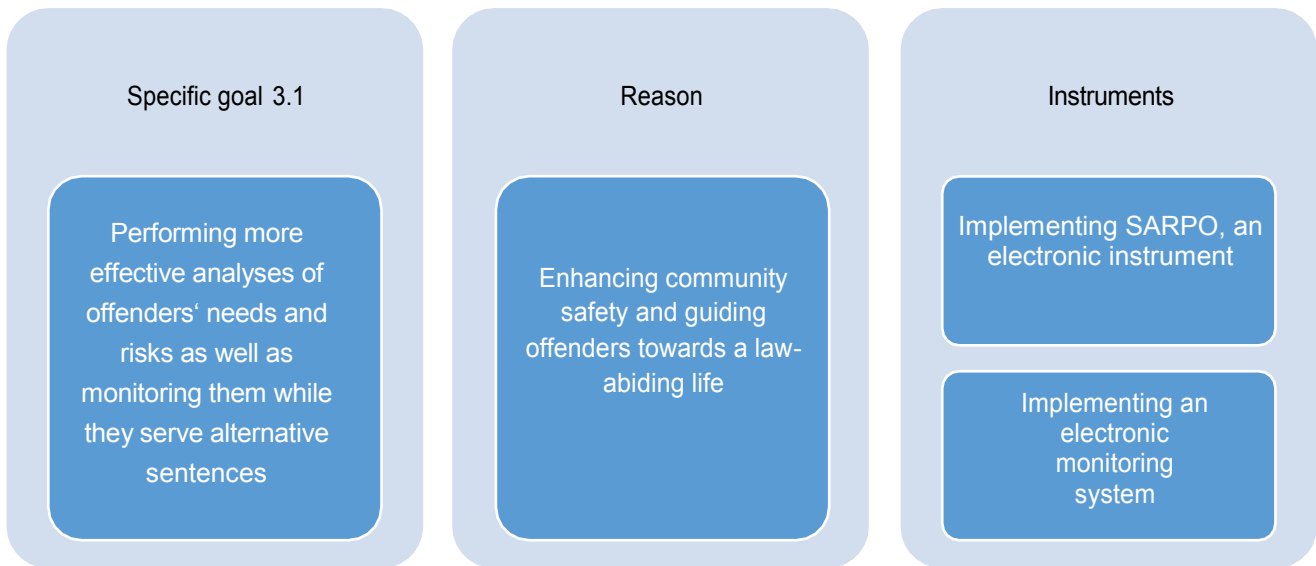 Specific goal 3.1
Performing more
effective analyses of
offenders‘ needs and
risks as well as
monitoring them while
they serve alternative
sentences
Reason
Enhancing community
safety and guiding
offenders towards a law-
abiding life
Instruments
Implementing SARPO, an
electronic instrument
Implementing an
electronic
monitoring
system